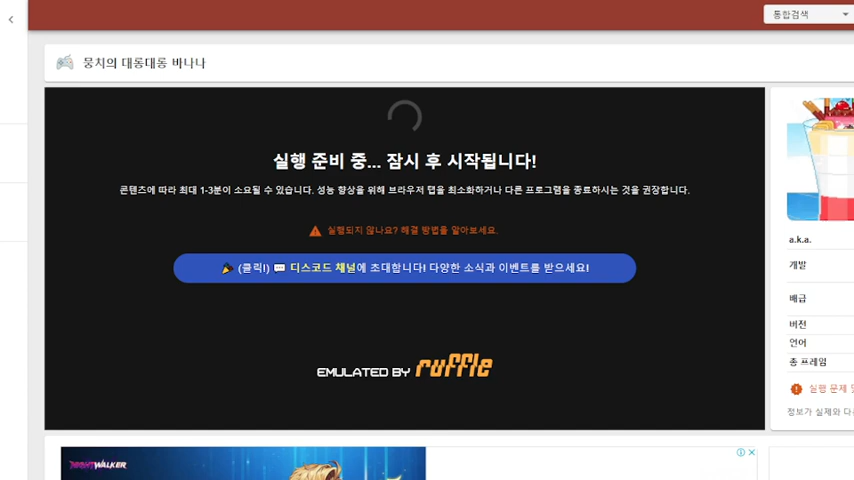 통합검색
뭉치의 대롱대롱 바나나
실행 준비 중... 잠시 후 시작됩니다!
콘텐츠에 따라 최대 1-3분이 소요될 수 있습니다. 성능 향상을 위해 브라우저 탭을 최소화하거나 다른 프로그램을 종료하시는 것을 권장합니다.
실행되지 않나요? 해결 방법을 알아보세요.
(클릭!) 디스코드 채널에 초대합니다! 다양한 소식과 이벤트를 받으세요!
EMULATED BY ruffle
a.k.a.
개발
배급
버전
언어
총 프레임
실행 문제 및
정보가 실제와 다
NIGHTWALKER